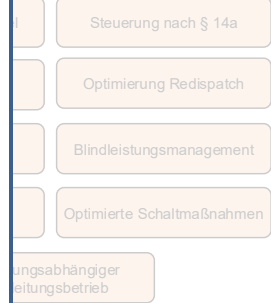 l
Steuerung nach § 14a
Optimierung Redispatch
Blindleistungsmanagement
Optimierte Schaltmaßnahmen
ungsabhängiger
eitungsbetrieb